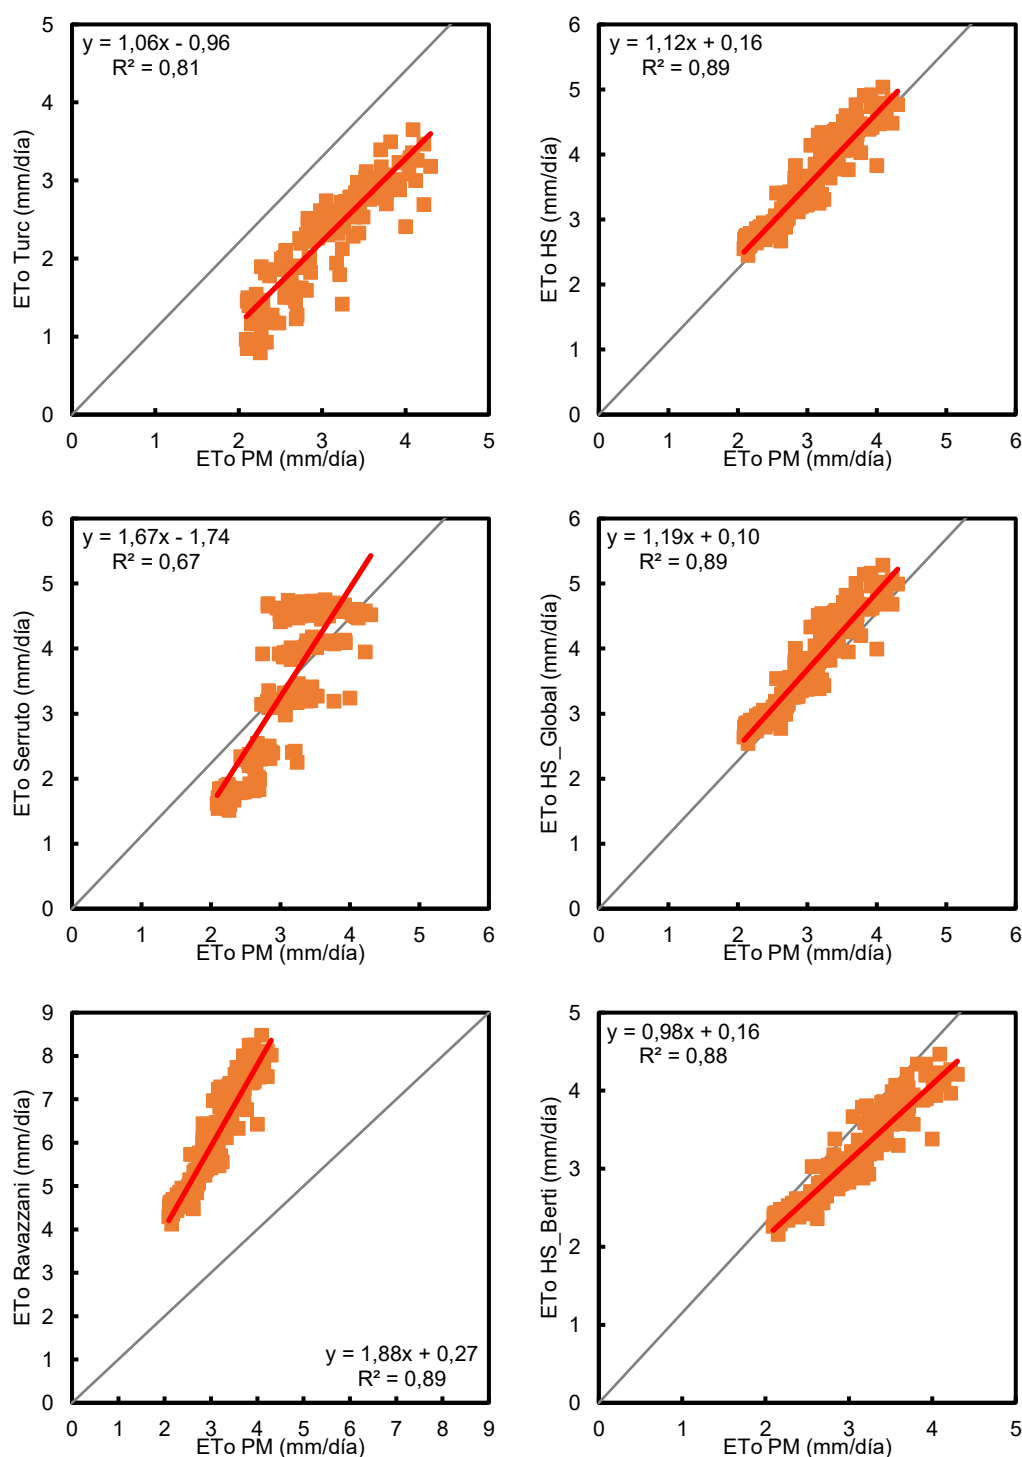 y = 1,06x - 0,96
R² = 0,81
5
4
3
2
1
0
0 1 2 3 4 5
ETo Turc (mm/día)
ETo PM (mm/día)
y = 1,12x + 0,16
R² = 0,89
6
5
4
3
2
1
0
0 1 2 3 4 5 6
ETo HS (mm/día)
ETo PM (mm/día)
y = 1,67x - 1,74
R² = 0,67
6
5
4
3
2
1
0
0 1 2 3 4 5 6
ETo Serruto (mm/día)
ETo PM (mm/día)
y = 1,19x + 0,10
R² = 0,89
6
5
4
3
2
1
0
0 1 2 3 4 5 6
ETo HS_Global (mm/día)
ETo PM (mm/día)
9
8
7
6
5
4
3
2
1
0
y = 1,88x + 0,27
R² = 0,89
0 1 2 3 4 5 6 7 8 9
ETo Ravazzani (mm/día)
ETo PM (mm/día)
y = 0,98x + 0,16
R² = 0,88
5
4
3
2
1
0
0 1 2 3 4 5
ETo HS_Berti (mm/día)
ETo PM (mm/día)